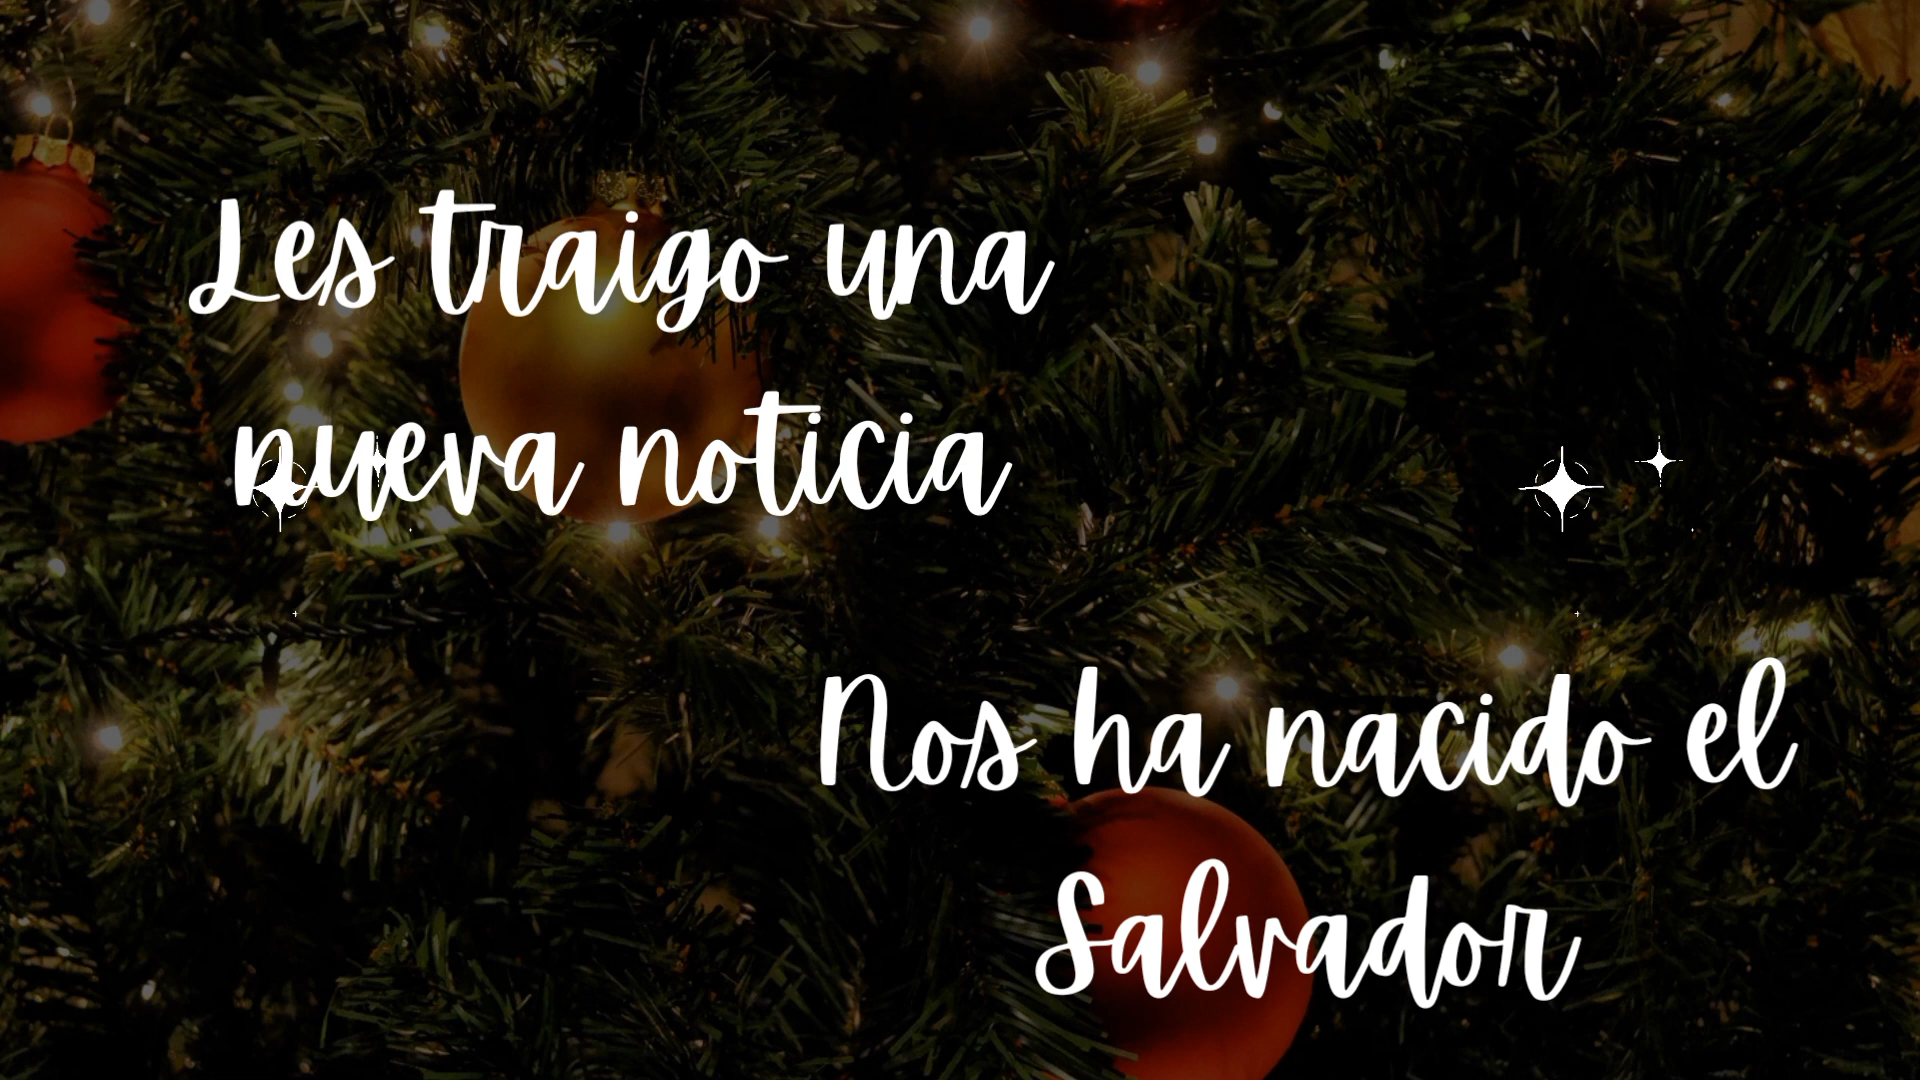 Les traigo una
nueva noticia
Nos ha nacido el
Salvador